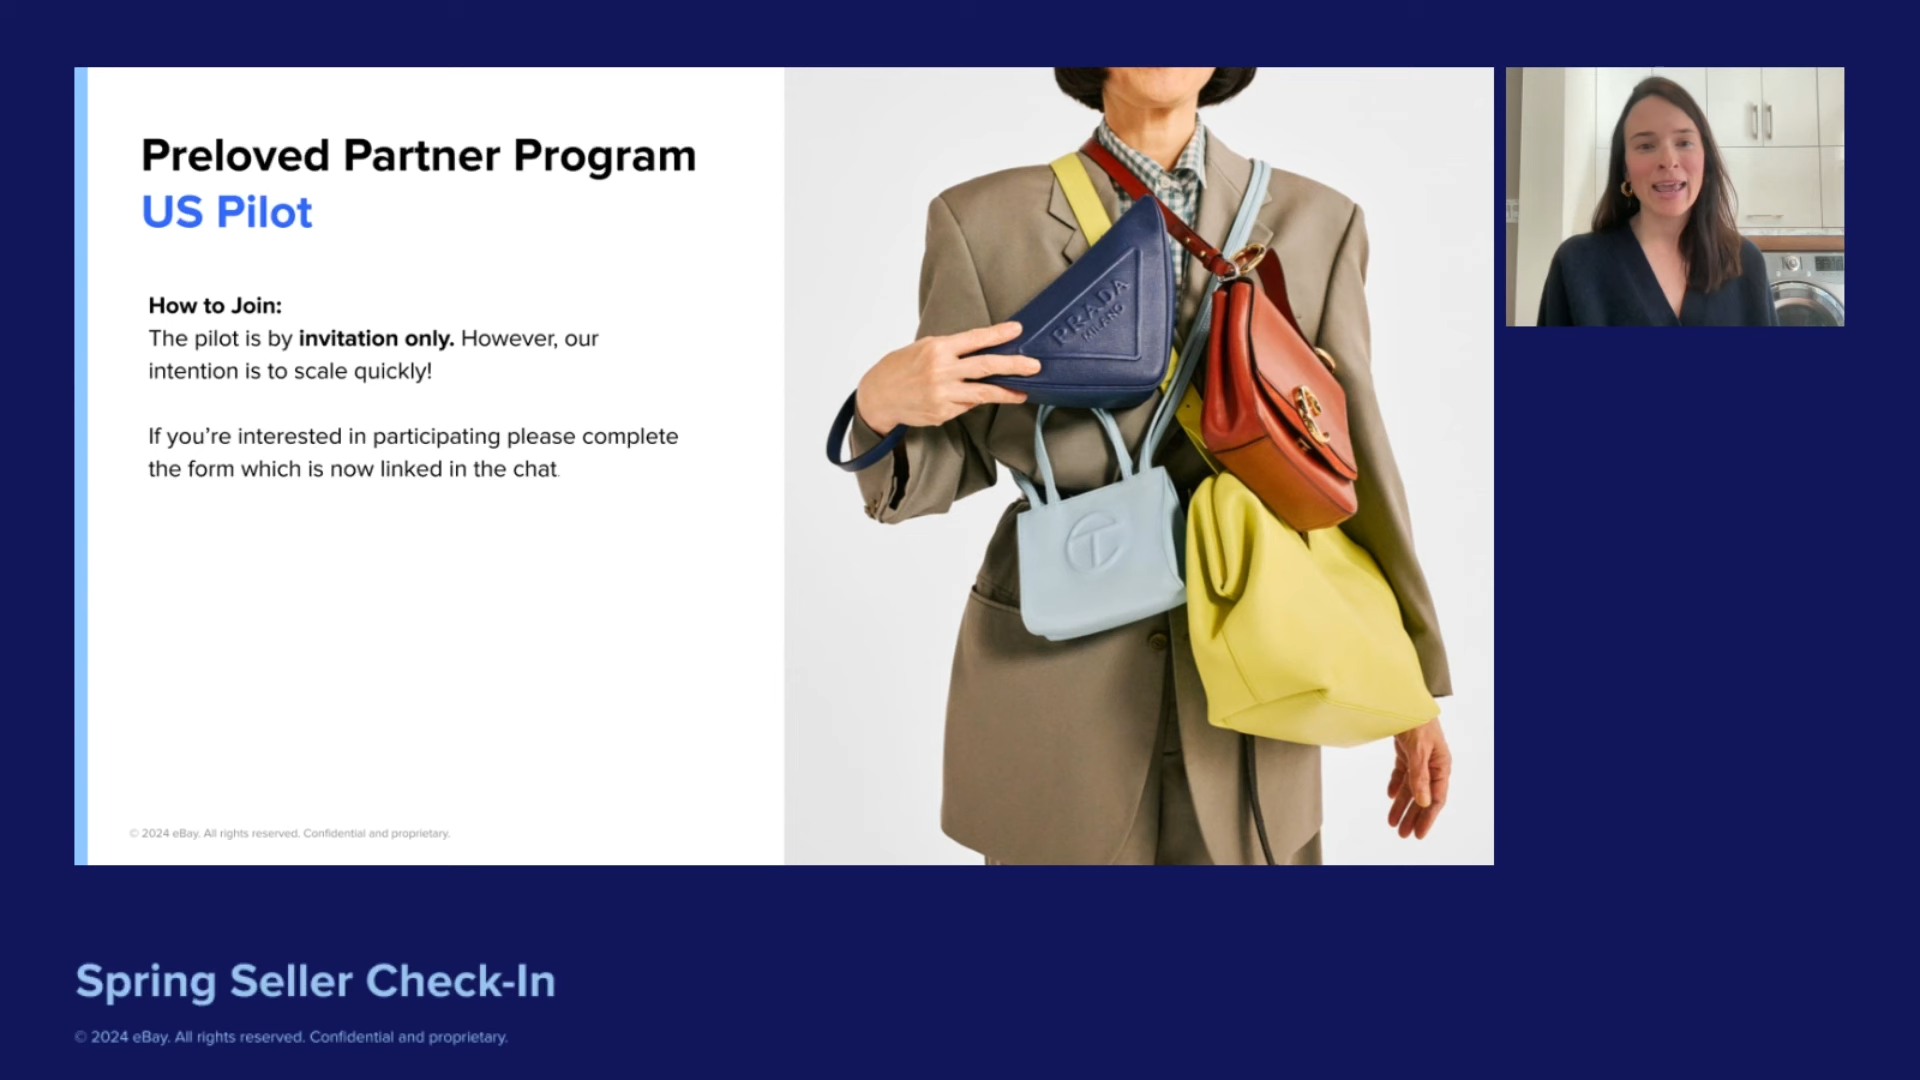 Preloved Partner Program
US Pilot
How to Join:
The pilot is by invitation only. However, our
intention is to scale quickly!
If you’re interested in participating please complete
the form which is now linked in the chat.
© 2024 eBay. All rights reserved. Confidential and proprietary.
PRADA
MILANO
Spring Seller Check-In
© 2024 eBay. All rights reserved. Confidential and proprietary.